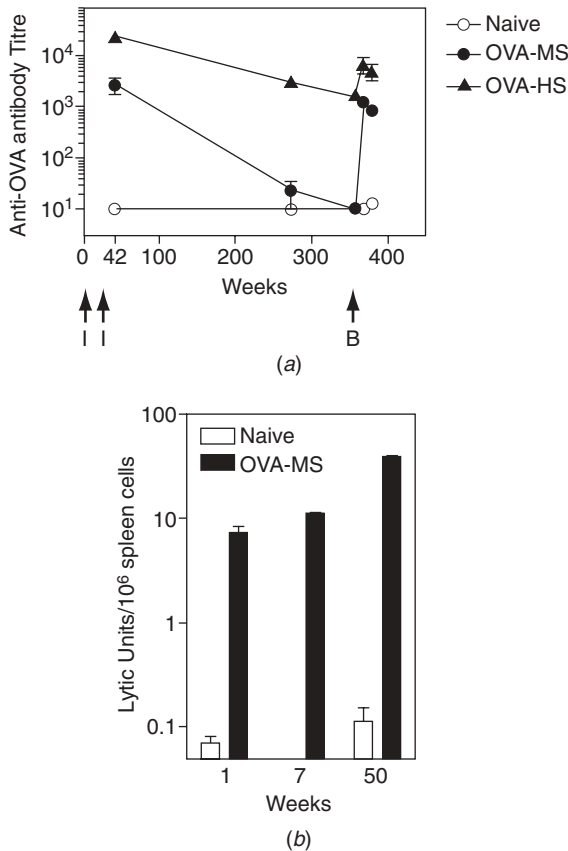 Anti-OVA antibody Titre
10⁴
10³
10²
10¹
0 42 100 200 300 400
Weeks
I I B
Naive
OVA-MS
OVA-HS
(a)
Lytic Units/10⁶ spleen cells
100
10
1
0.1
Naive
OVA-MS
1 7 50
Weeks
(b)